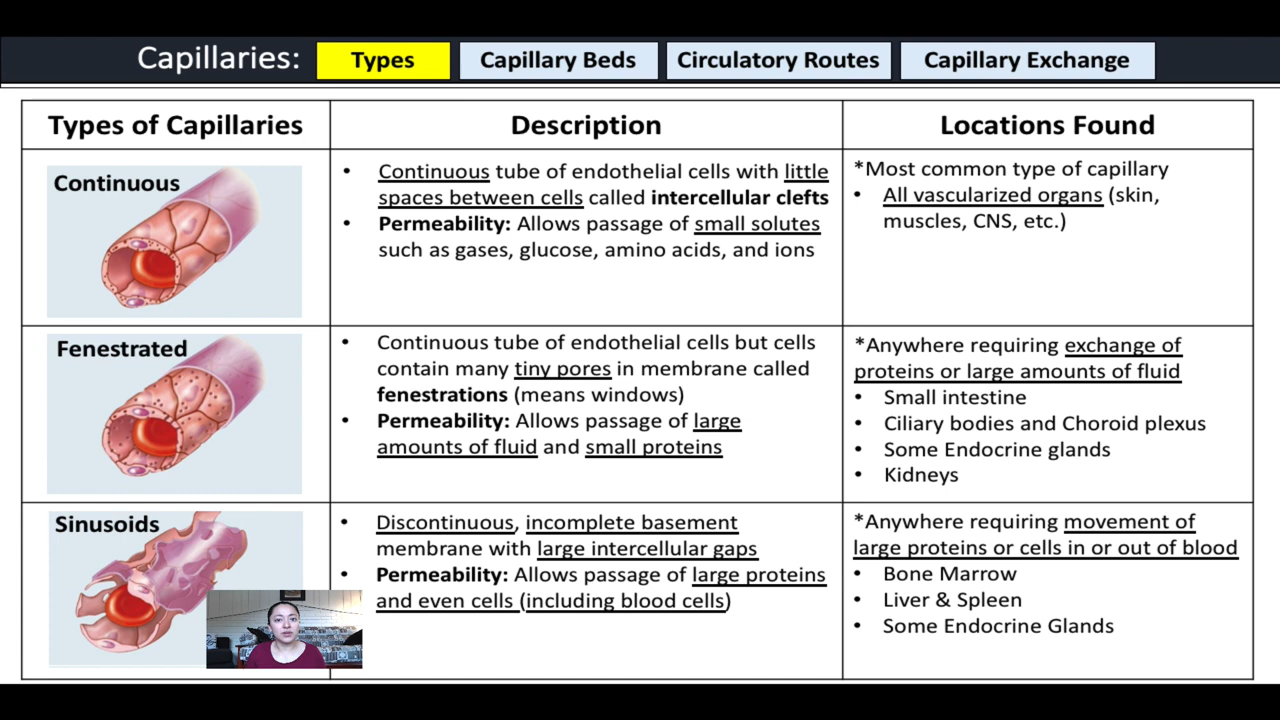 Capillaries:
Types
Capillary Beds
Circulatory Routes
Capillary Exchange
Types of Capillaries
Description
Locations Found
Continuous
• Continuous tube of endothelial cells with little
spaces between cells called intercellular clefts
• Permeability: Allows passage of small solutes
such as gases, glucose, amino acids, and ions
*Most common type of capillary
• All vascularized organs (skin,
muscles, CNS, etc.)
Fenestrated
• Continuous tube of endothelial cells but cells
contain many tiny pores in membrane called
fenestrations (means windows)
• Permeability: Allows passage of large
amounts of fluid and small proteins
*Anywhere requiring exchange of
proteins or large amounts of fluid
• Small intestine
• Ciliary bodies and Choroid plexus
• Some Endocrine glands
• Kidneys
Sinusoids
• Discontinuous, incomplete basement
membrane with large intercellular gaps
• Permeability: Allows passage of large proteins
and even cells (including blood cells)
*Anywhere requiring movement of
large proteins or cells in or out of blood
• Bone Marrow
• Liver & Spleen
• Some Endocrine Glands